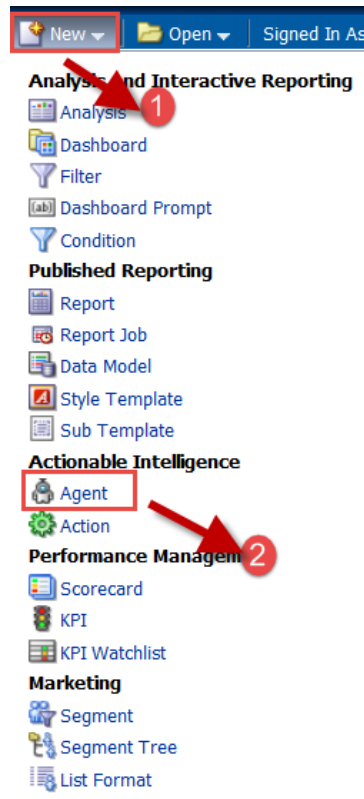 New Open Signed In As
Analysis and Interactive Reporting
Analysis
1
Dashboard
Filter
[ab] Dashboard Prompt
Condition
Published Reporting
Report
Report Job
Data Model
Style Template
Sub Template
Actionable Intelligence
Agent
Action
Performance Managem
2
Scorecard
KPI
KPI Watchlist
Marketing
Segment
Segment Tree
List Format